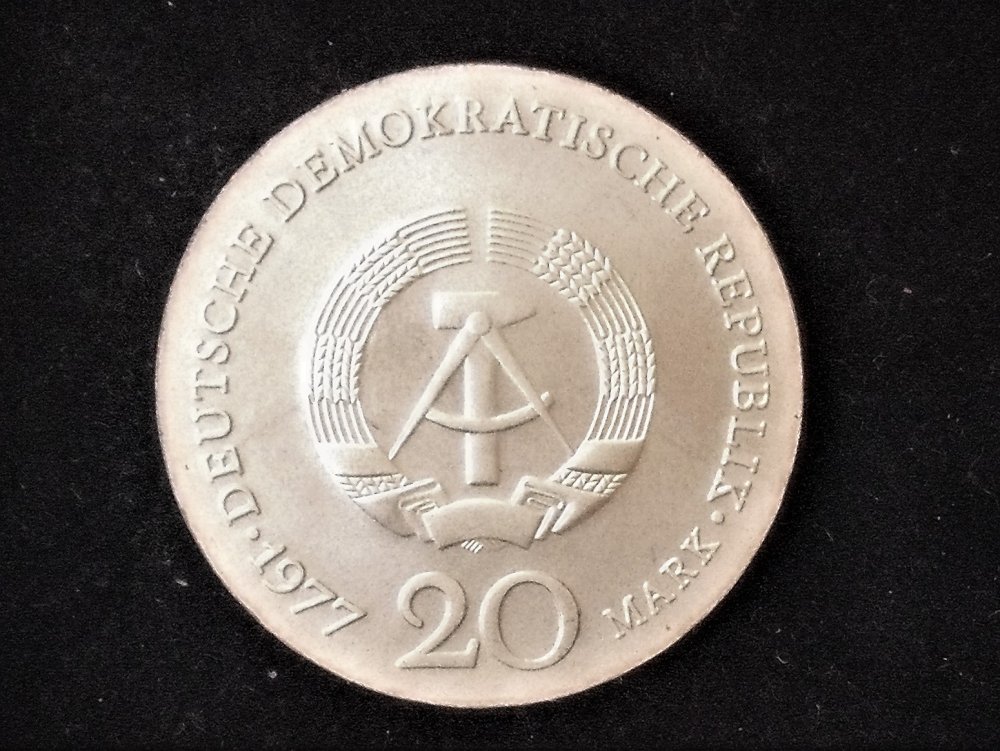 · DEUTSCHE DEMOKRATISCHE REPUBLIK ·
1977
20
MARK